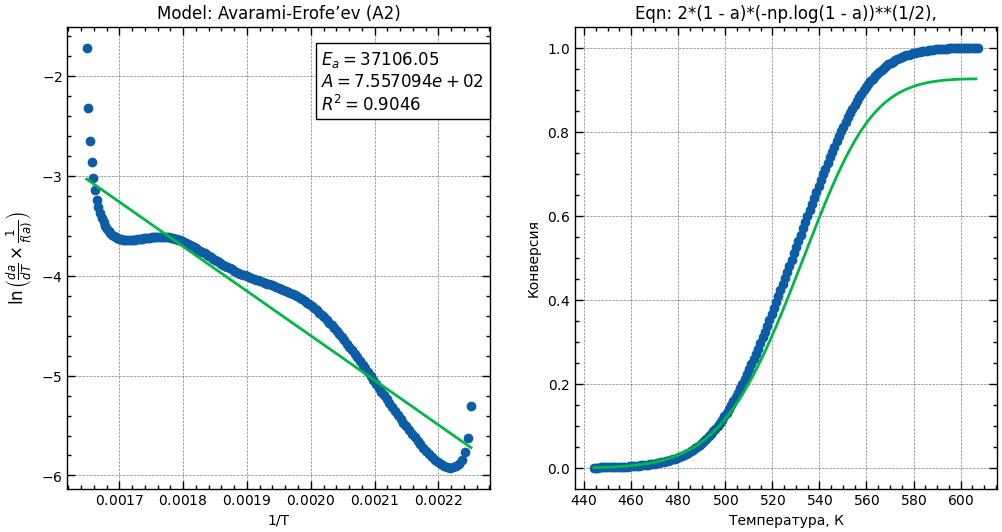 Model: Avarami-Erofe’ev (A2)
E_a = 37106.05
A = 7.557094e + 02
R² = 0.9046
ln(da/dT × 1/f(a))
−2
−3
−4
−5
−6
0.0017 0.0018 0.0019 0.0020 0.0021 0.0022
1/T
Eqn: 2*(1 - a)*(-np.log(1 - a))**(1/2),
Конверсия
1.0
0.8
0.6
0.4
0.2
0.0
440 460 480 500 520 540 560 580 600
Температура, К